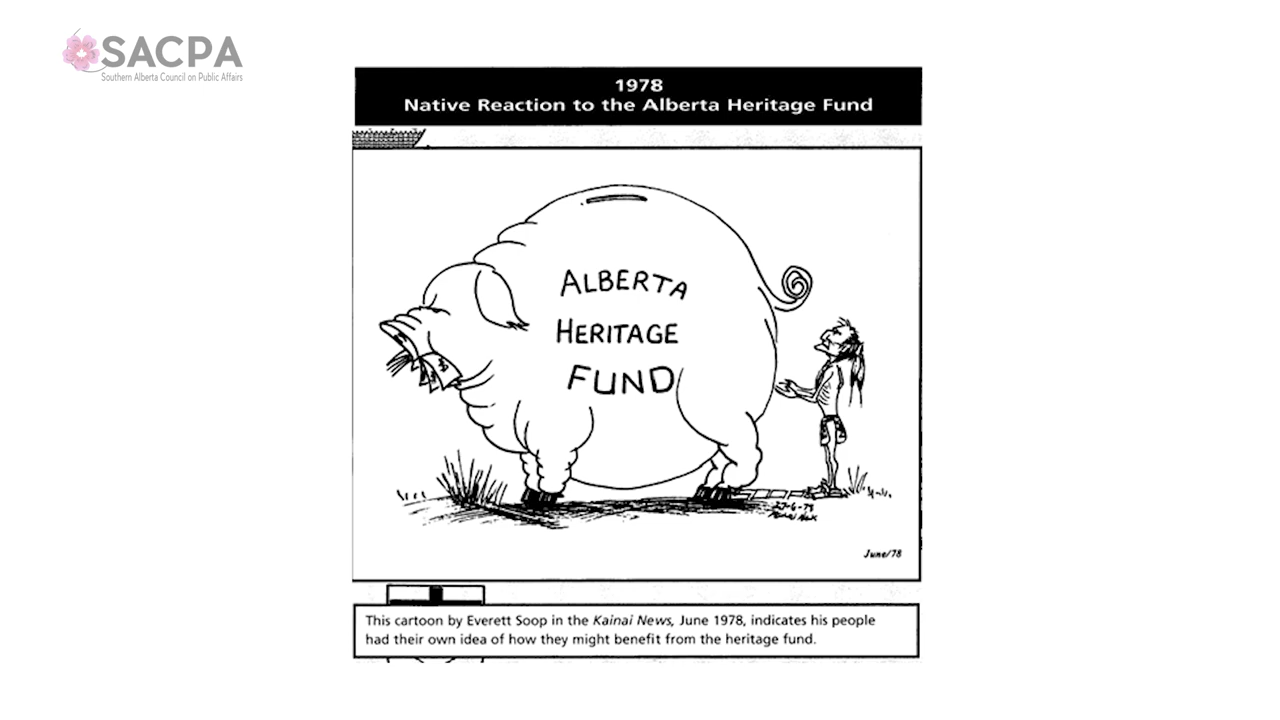 SACPA
Southern Alberta Council on Public Affairs
1978
Native Reaction to the Alberta Heritage Fund
ALBERTA
HERITAGE
FUND
June/78
This cartoon by Everett Soop in the Kainai News, June 1978, indicates his people
had their own idea of how they might benefit from the heritage fund.